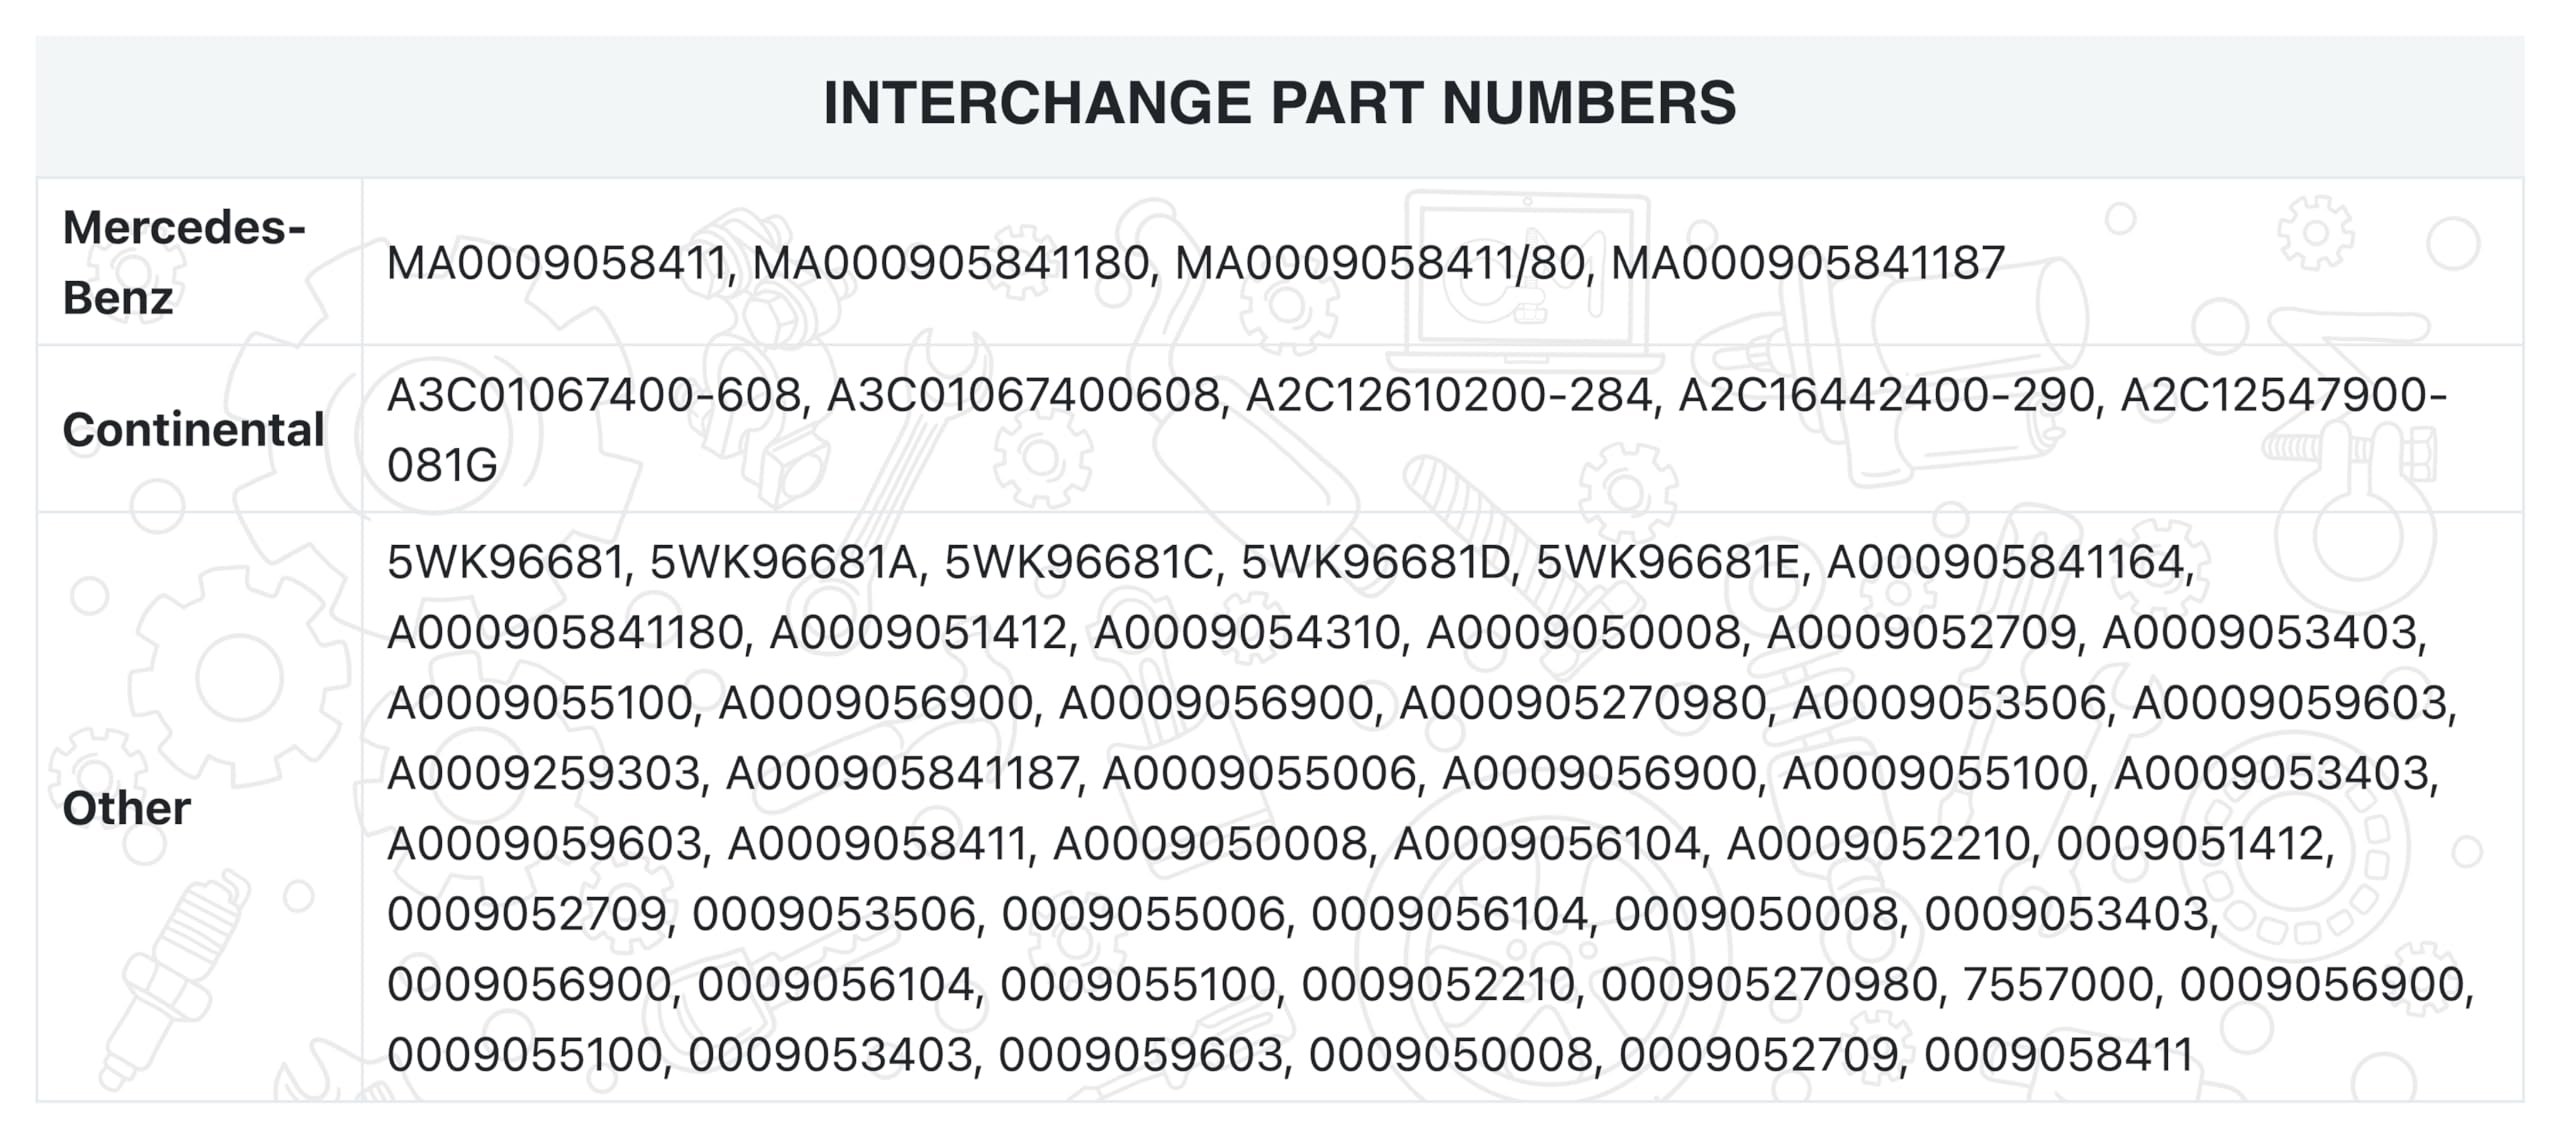 INTERCHANGE PART NUMBERS
Mercedes-
Benz
MA0009058411, MA000905841180, MA0009058411/80, MA000905841187
Continental
A3C01067400-608, A3C01067400608, A2C12610200-284, A2C16442400-290, A2C12547900-
081G
Other
5WK96681, 5WK96681A, 5WK96681C, 5WK96681D, 5WK96681E, A000905841164,
A000905841180, A0009051412, A0009054310, A0009050008, A0009052709, A0009053403,
A0009055100, A0009056900, A0009056900, A000905270980, A0009053506, A0009059603,
A0009259303, A000905841187, A0009055006, A0009056900, A0009055100, A0009053403,
A0009059603, A0009058411, A0009050008, A0009056104, A0009052210, 0009051412,
0009052709, 0009053506, 0009055006, 0009056104, 0009050008, 0009053403,
0009056900, 0009056104, 0009055100, 0009052210, 000905270980, 7557000, 0009056900,
0009055100, 0009053403, 0009059603, 0009050008, 0009052709, 0009058411